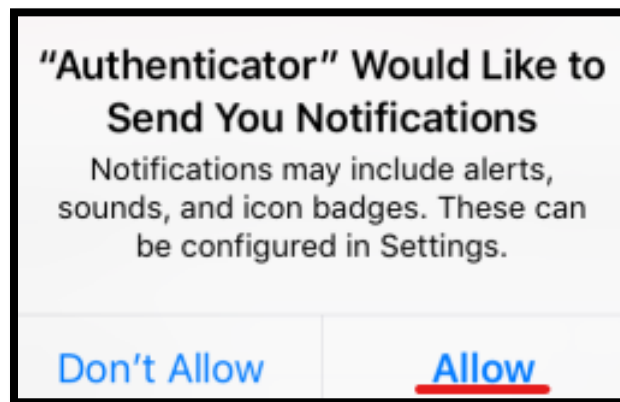 “Authenticator” Would Like to
Send You Notifications
Notifications may include alerts,
sounds, and icon badges. These can
be configured in Settings.
Don’t Allow
Allow